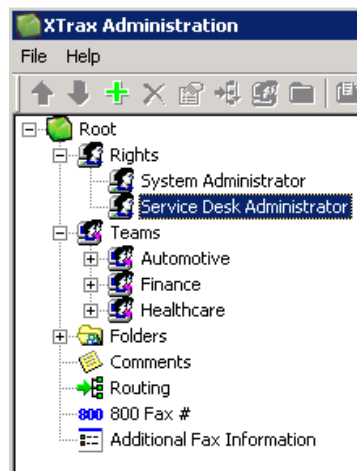 XTrax Administration
File Help
Root
Rights
System Administrator
Service Desk Administrator
Teams
Automotive
Finance
Healthcare
Folders
Comments
Routing
800 800 Fax #
Additional Fax Information